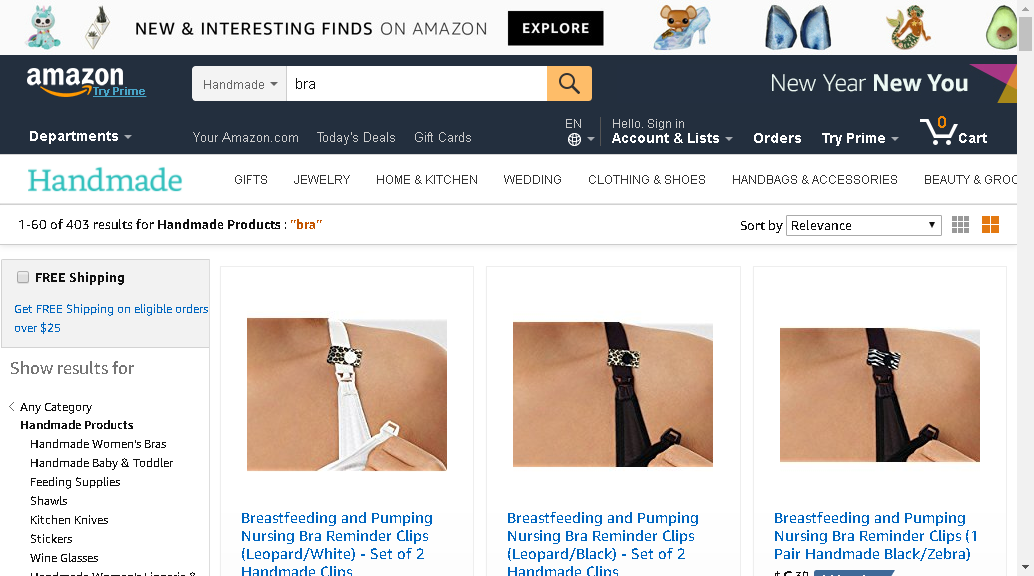 NEW & INTERESTING FINDS ON AMAZON EXPLORE
amazon
Try Prime
Handmade
bra
New Year New You
Departments
Your Amazon.com Today's Deals Gift Cards
EN
Hello. Sign in
Account & Lists
Orders
Try Prime
0
Cart
Handmade
GIFTS JEWELRY HOME & KITCHEN WEDDING CLOTHING & SHOES HANDBAGS & ACCESSORIES BEAUTY & GROO
1-60 of 403 results for Handmade Products : "bra"
Sort by Relevance
FREE Shipping
Get FREE Shipping on eligible orders
over $25
Show results for
Any Category
Handmade Products
Handmade Women's Bras
Handmade Baby & Toddler
Feeding Supplies
Shawls
Kitchen Knives
Stickers
Wine Glasses
Handmade Women's Lingerie &
Breastfeeding and Pumping
Nursing Bra Reminder Clips
(Leopard/White) - Set of 2
Handmade Clips
Breastfeeding and Pumping
Nursing Bra Reminder Clips
(Leopard/Black) - Set of 2
Handmade Clips
Breastfeeding and Pumping
Nursing Bra Reminder Clips (1
Pair Handmade Black/Zebra)